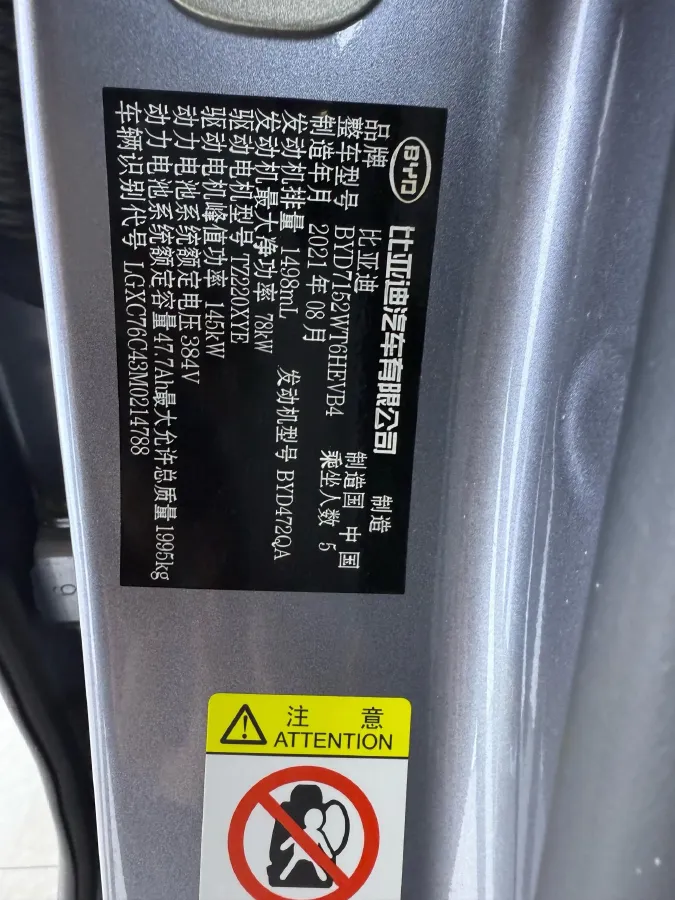 BYD 比亚迪汽车有限公司 制造
品牌 比亚迪 制造国 中国
整车型号 BYD7152WT6HEVB4 乘坐人数 5
制造年月 2021年08月
发动机排量 1498mL 发动机型号 BYD472QA
发动机最大净功率 78kW
驱动电机型号 TZ220XYE
驱动电机峰值功率 145kW
动力电池系统额定电压 384V
动力电池系统额定容量 47.7Ah 最大允许总质量 1995kg
车辆识别代号 LGXC76C43M0214788
注意
ATTENTION